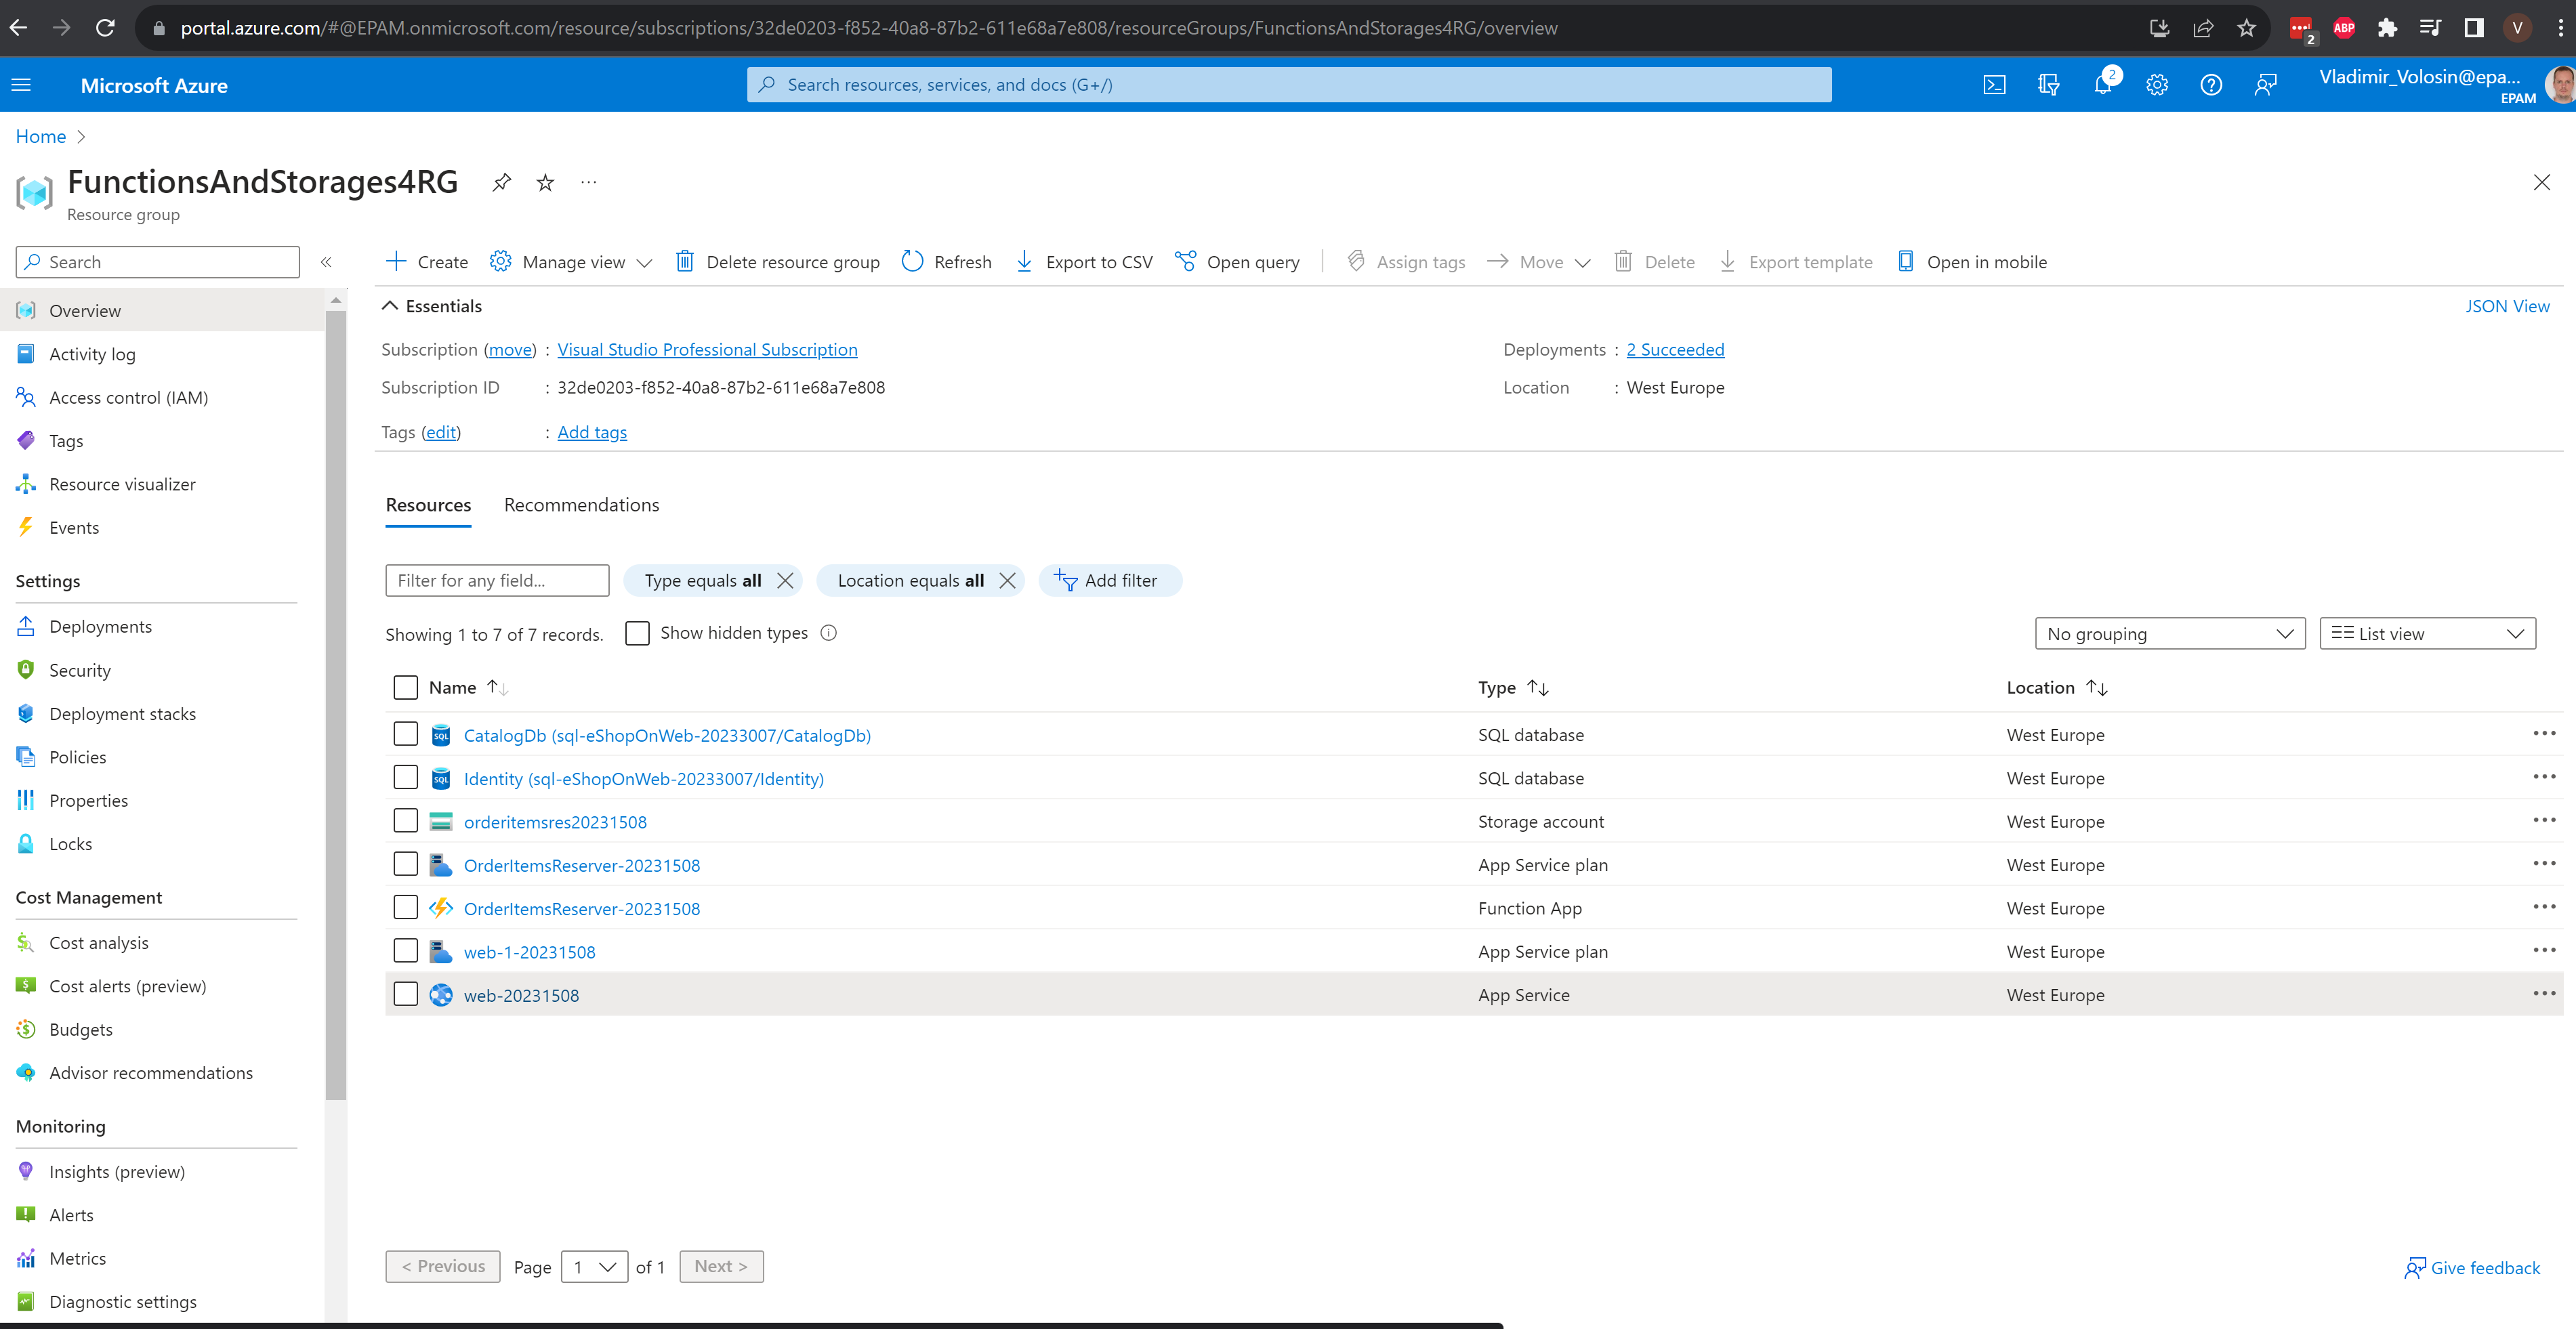 portal.azure.com/#@EPAM.onmicrosoft.com/resource/subscriptions/32de0203-f852-40a8-87b2-611e68a7e808/resourceGroups/FunctionsAndStorages4RG/overview
2
ABP
V
Microsoft Azure
Search resources, services, and docs (G+/)
2
Vladimir_Volosin@epa...
EPAM
Home
FunctionsAndStorages4RG
Resource group
Search
Create
Manage view
Delete resource group
Refresh
Export to CSV
Open query
Assign tags
Move
Delete
Export template
Open in mobile
Overview
Activity log
Access control (IAM)
Tags
Resource visualizer
Events
Settings
Deployments
Security
Deployment stacks
Policies
Properties
Locks
Cost Management
Cost analysis
Cost alerts (preview)
Budgets
Advisor recommendations
Monitoring
Insights (preview)
Alerts
Metrics
Diagnostic settings
Essentials
JSON View
Subscription (move) : Visual Studio Professional Subscription
Subscription ID : 32de0203-f852-40a8-87b2-611e68a7e808
Tags (edit) : Add tags
Deployments : 2 Succeeded
Location : West Europe
Resources Recommendations
Filter for any field...
Type equals all
Location equals all
Add filter
Showing 1 to 7 of 7 records.
Show hidden types
No grouping
List view
Name Type Location
CatalogDb (sql-eShopOnWeb-20233007/CatalogDb) SQL database West Europe
Identity (sql-eShopOnWeb-20233007/Identity) SQL database West Europe
orderitemsres20231508 Storage account West Europe
OrderItemsReserver-20231508 App Service plan West Europe
OrderItemsReserver-20231508 Function App West Europe
web-1-20231508 App Service plan West Europe
web-20231508 App Service West Europe
< Previous Page 1 of 1 Next >
Give feedback